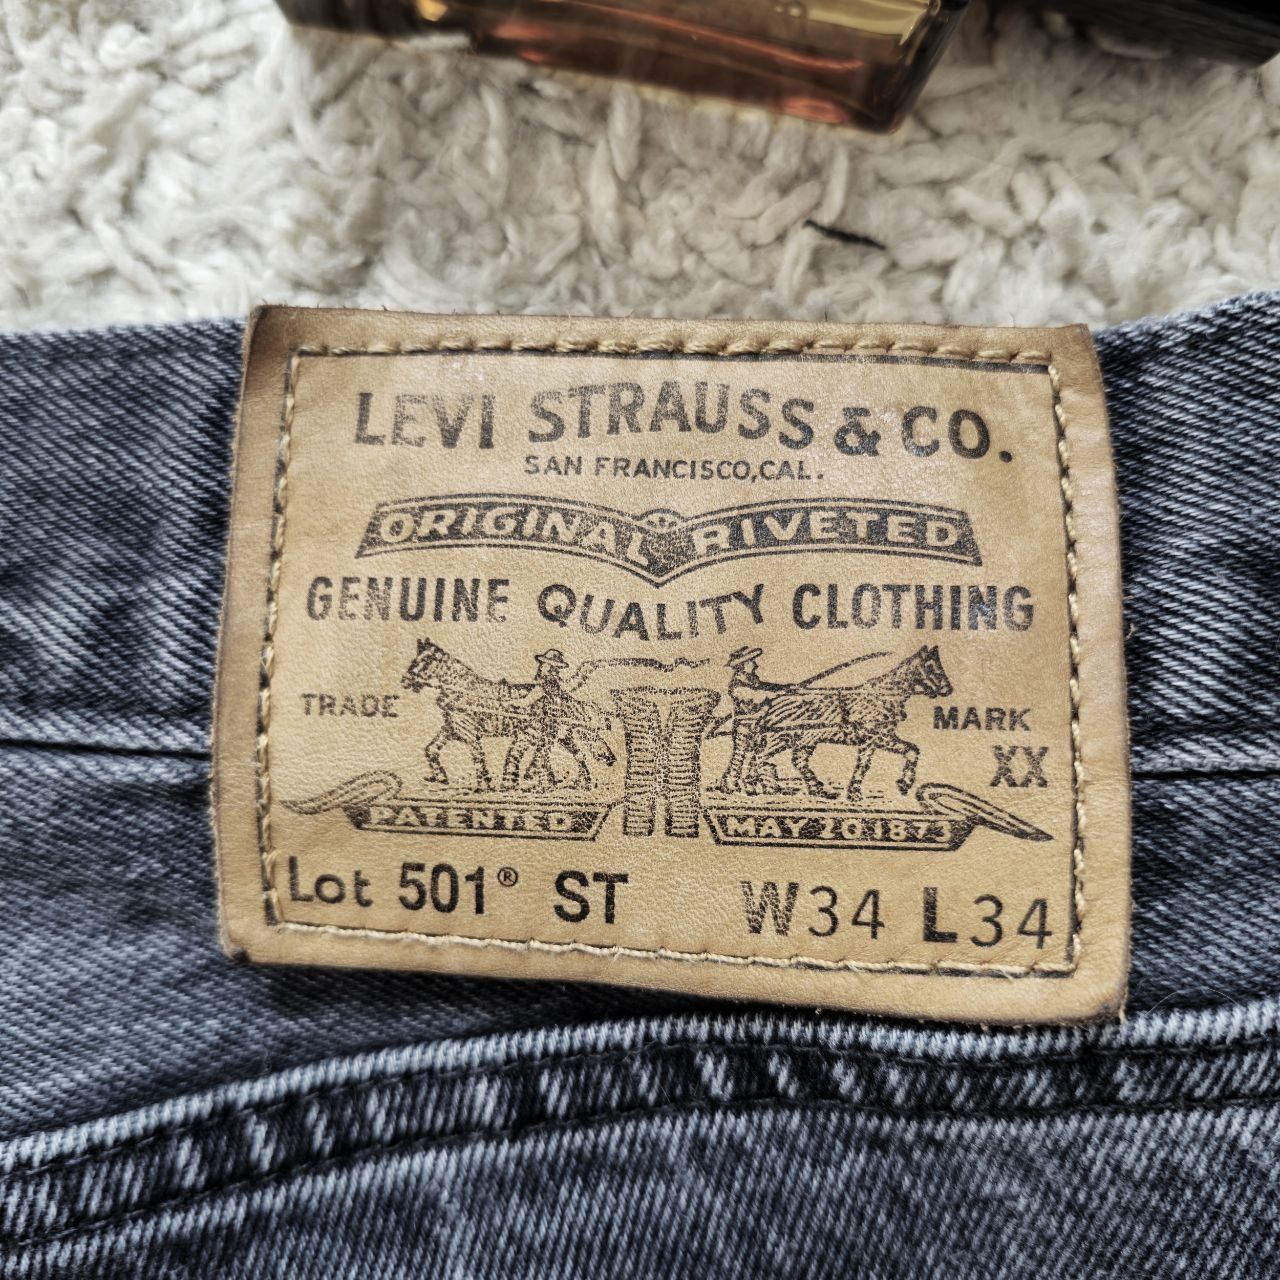 LEVI STRAUSS & CO.
SAN FRANCISCO, CAL.
ORIGINAL RIVETED
GENUINE QUALITY CLOTHING
TRADE MARK
XX
PATENTED MAY 20 1873
Lot 501® ST W34 L34